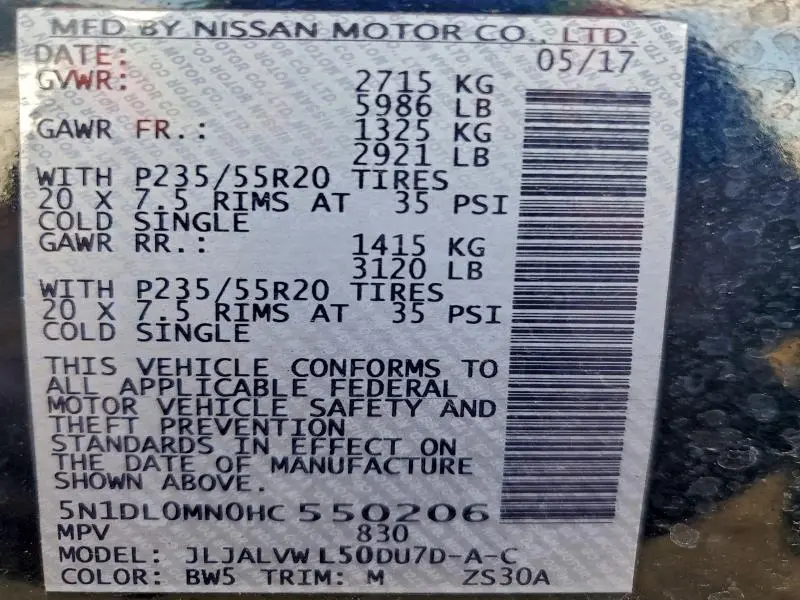 MFD BY NISSAN MOTOR CO., LTD.
DATE: 05/17
GVWR: 2715 KG
5986 LB
GAWR FR.: 1325 KG
2921 LB
WITH P235/55R20 TIRES
20 X 7.5 RIMS AT 35 PSI
COLD SINGLE
GAWR RR.: 1415 KG
3120 LB
WITH P235/55R20 TIRES
20 X 7.5 RIMS AT 35 PSI
COLD SINGLE
THIS VEHICLE CONFORMS TO
ALL APPLICABLE FEDERAL
MOTOR VEHICLE SAFETY AND
THEFT PREVENTION
STANDARDS IN EFFECT ON
THE DATE OF MANUFACTURE
SHOWN ABOVE.
5N1DL0MN0HC550206
MPV 830
MODEL: JLJALVWL50DU7D-A-C
COLOR: BW5 TRIM: M ZS30A